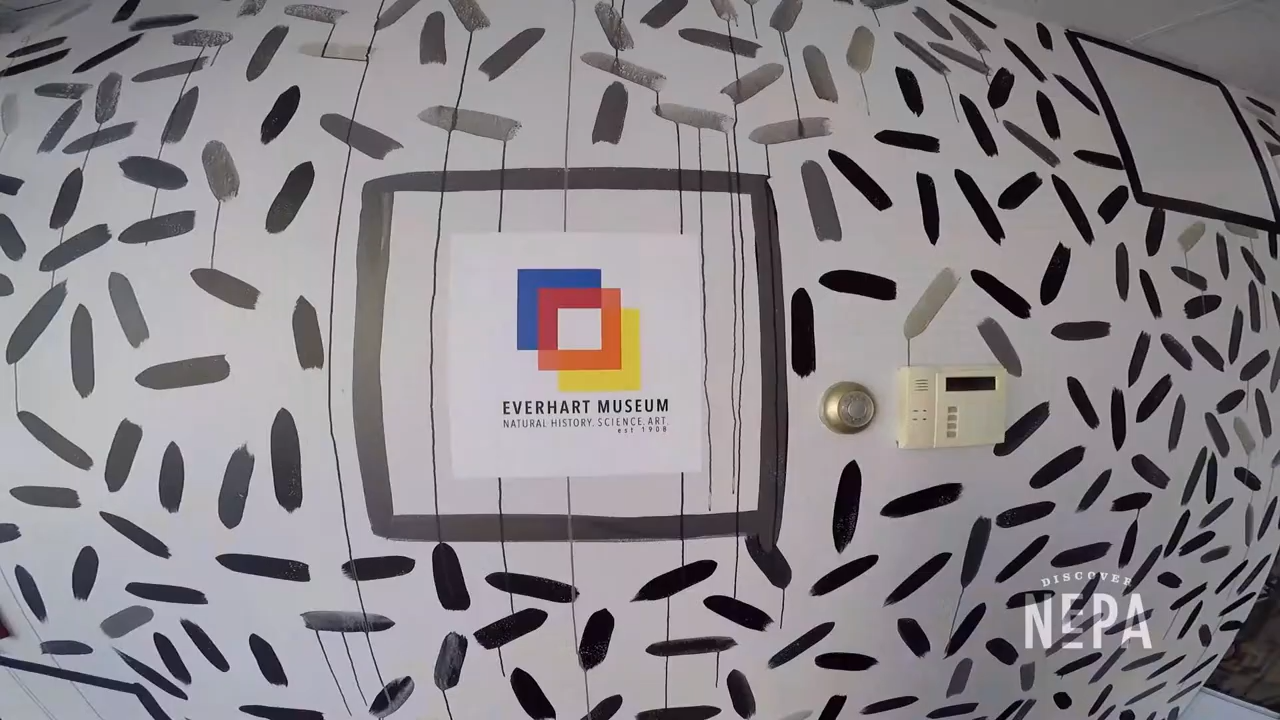 EVERHART MUSEUM
NATURAL HISTORY. SCIENCE. ART.
est 1908
DISCOVER
NEPA